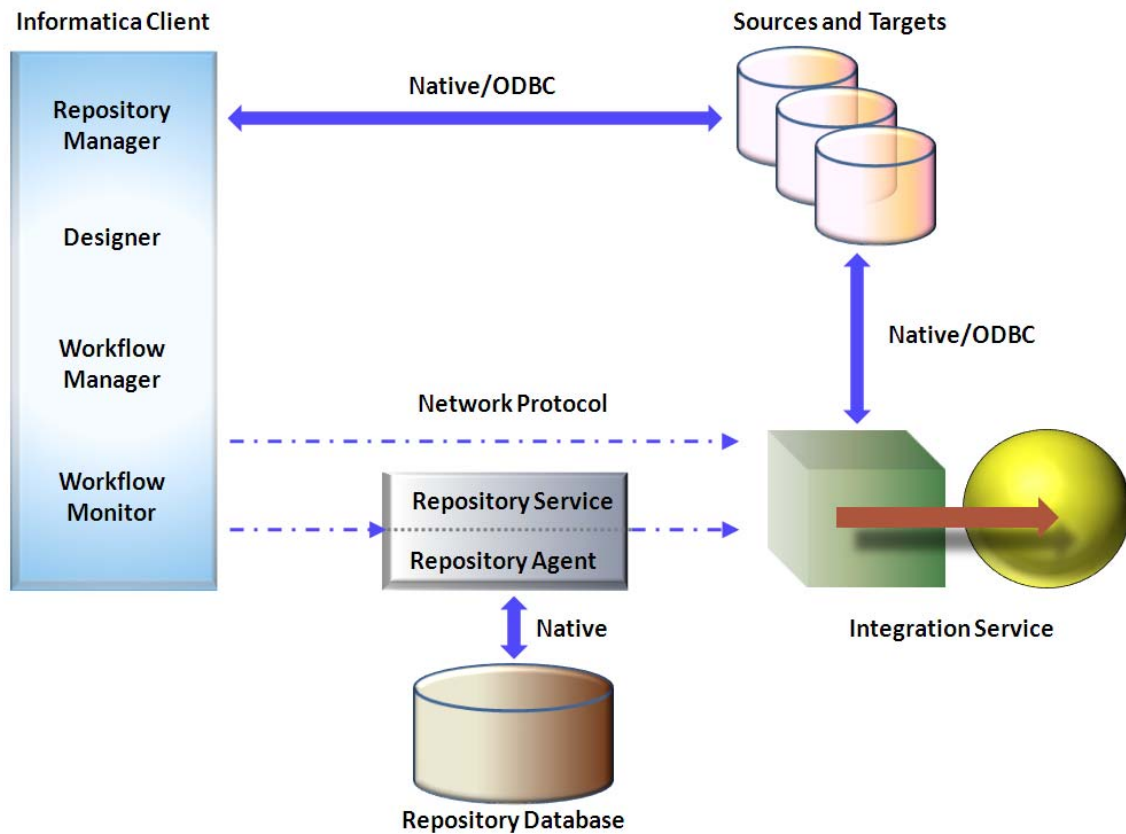 Informatica Client
Sources and Targets
Native/ODBC
Repository
Manager
Designer
Native/ODBC
Workflow
Manager
Network Protocol
Workflow
Monitor
Repository Service
Repository Agent
Native
Integration Service
Repository Database